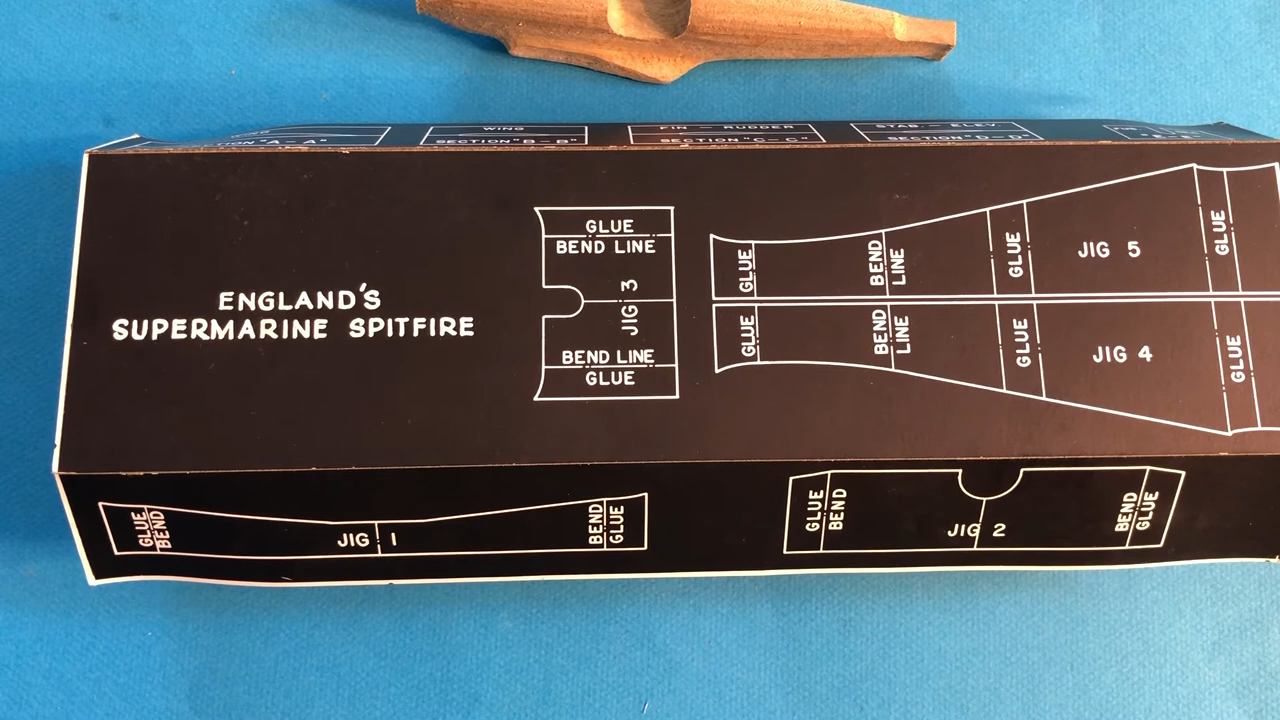 WING
SECTION "B-B"
FIN — RUDDER
SECTION "C-C"
STAB. — ELEV.
SECTION "D-D"
"A-A"
ENGLAND'S
SUPERMARINE SPITFIRE
GLUE
BEND LINE
JIG 3
BEND LINE
GLUE
GLUE
BEND
LINE
GLUE
JIG 5
GLUE
GLUE
BEND
LINE
GLUE
JIG 4
GLUE
GLUE
BEND
JIG 1
BEND
GLUE
GLUE
BEND
JIG 2
BEND
GLUE